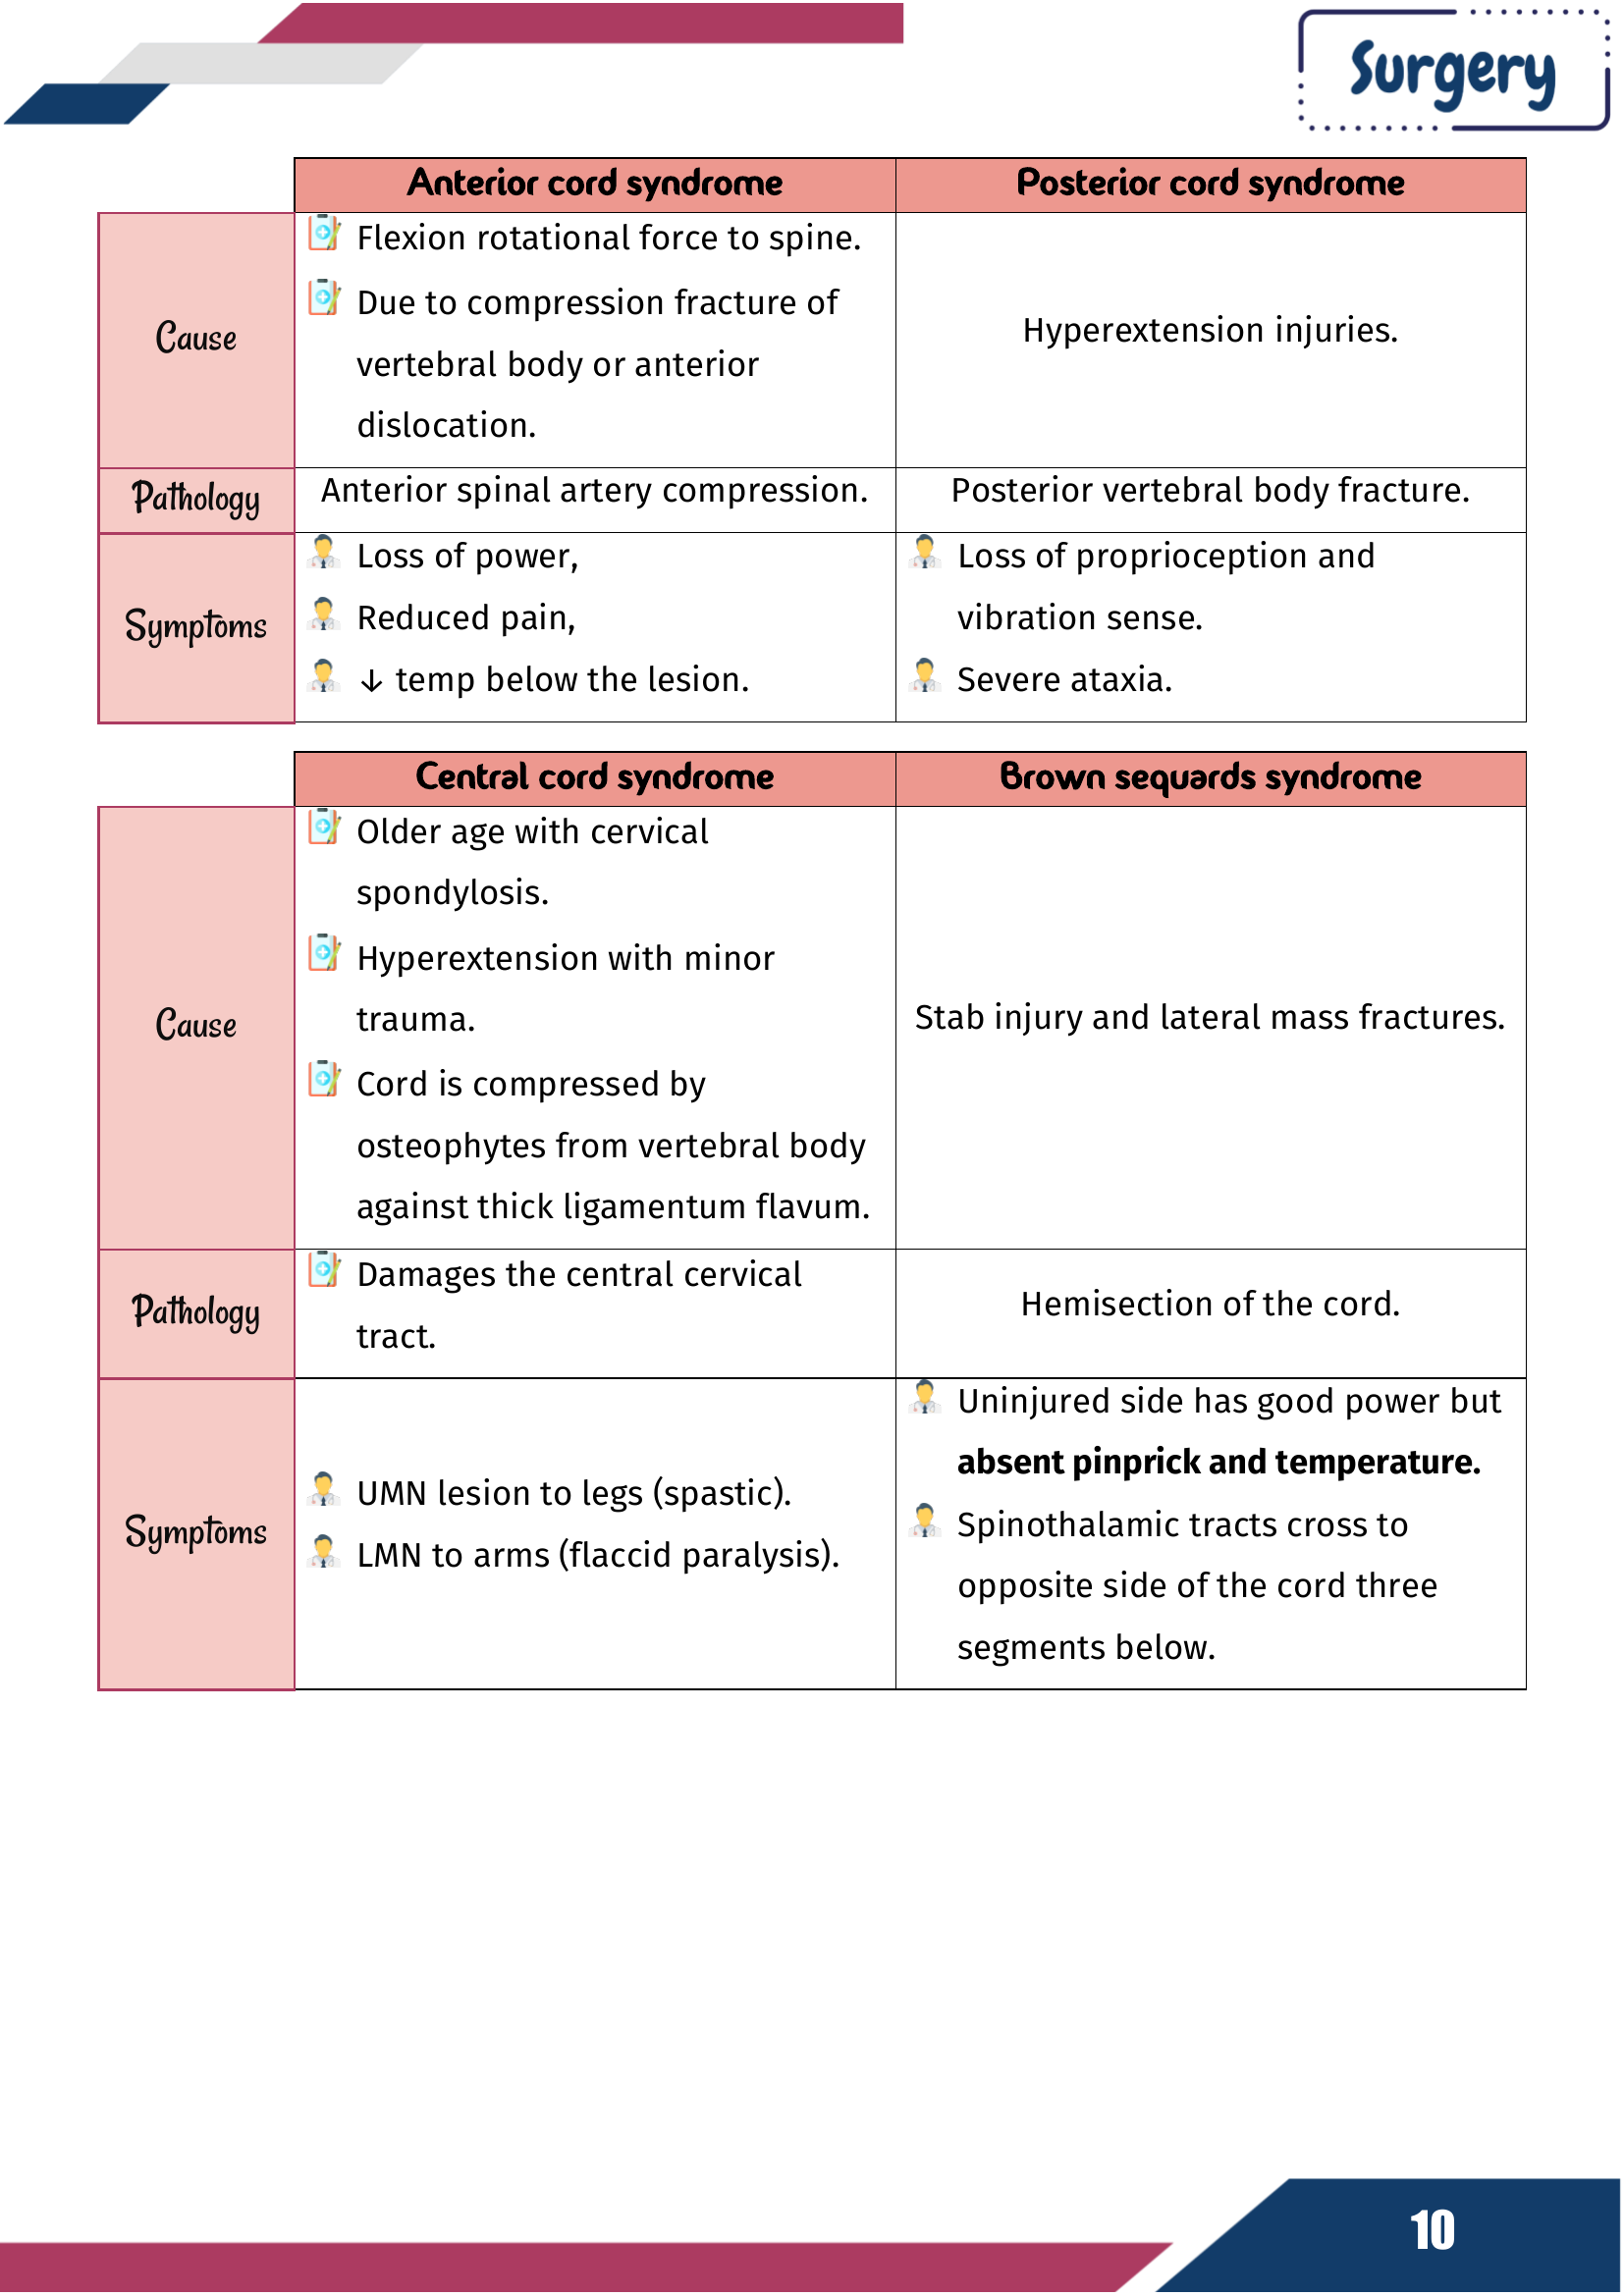 Surgery
Anterior cord syndrome
Posterior cord syndrome
Cause
Flexion rotational force to spine.
Due to compression fracture of
vertebral body or anterior
dislocation.
Hyperextension injuries.
Pathology
Anterior spinal artery compression.
Posterior vertebral body fracture.
Symptoms
Loss of power,
Reduced pain,
↓ temp below the lesion.
Loss of proprioception and
vibration sense.
Severe ataxia.
Central cord syndrome
Brown sequards syndrome
Cause
Older age with cervical
spondylosis.
Hyperextension with minor
trauma.
Cord is compressed by
osteophytes from vertebral body
against thick ligamentum flavum.
Stab injury and lateral mass fractures.
Pathology
Damages the central cervical
tract.
Hemisection of the cord.
Symptoms
UMN lesion to legs (spastic).
LMN to arms (flaccid paralysis).
Uninjured side has good power but
absent pinprick and temperature.
Spinothalamic tracts cross to
opposite side of the cord three
segments below.
10